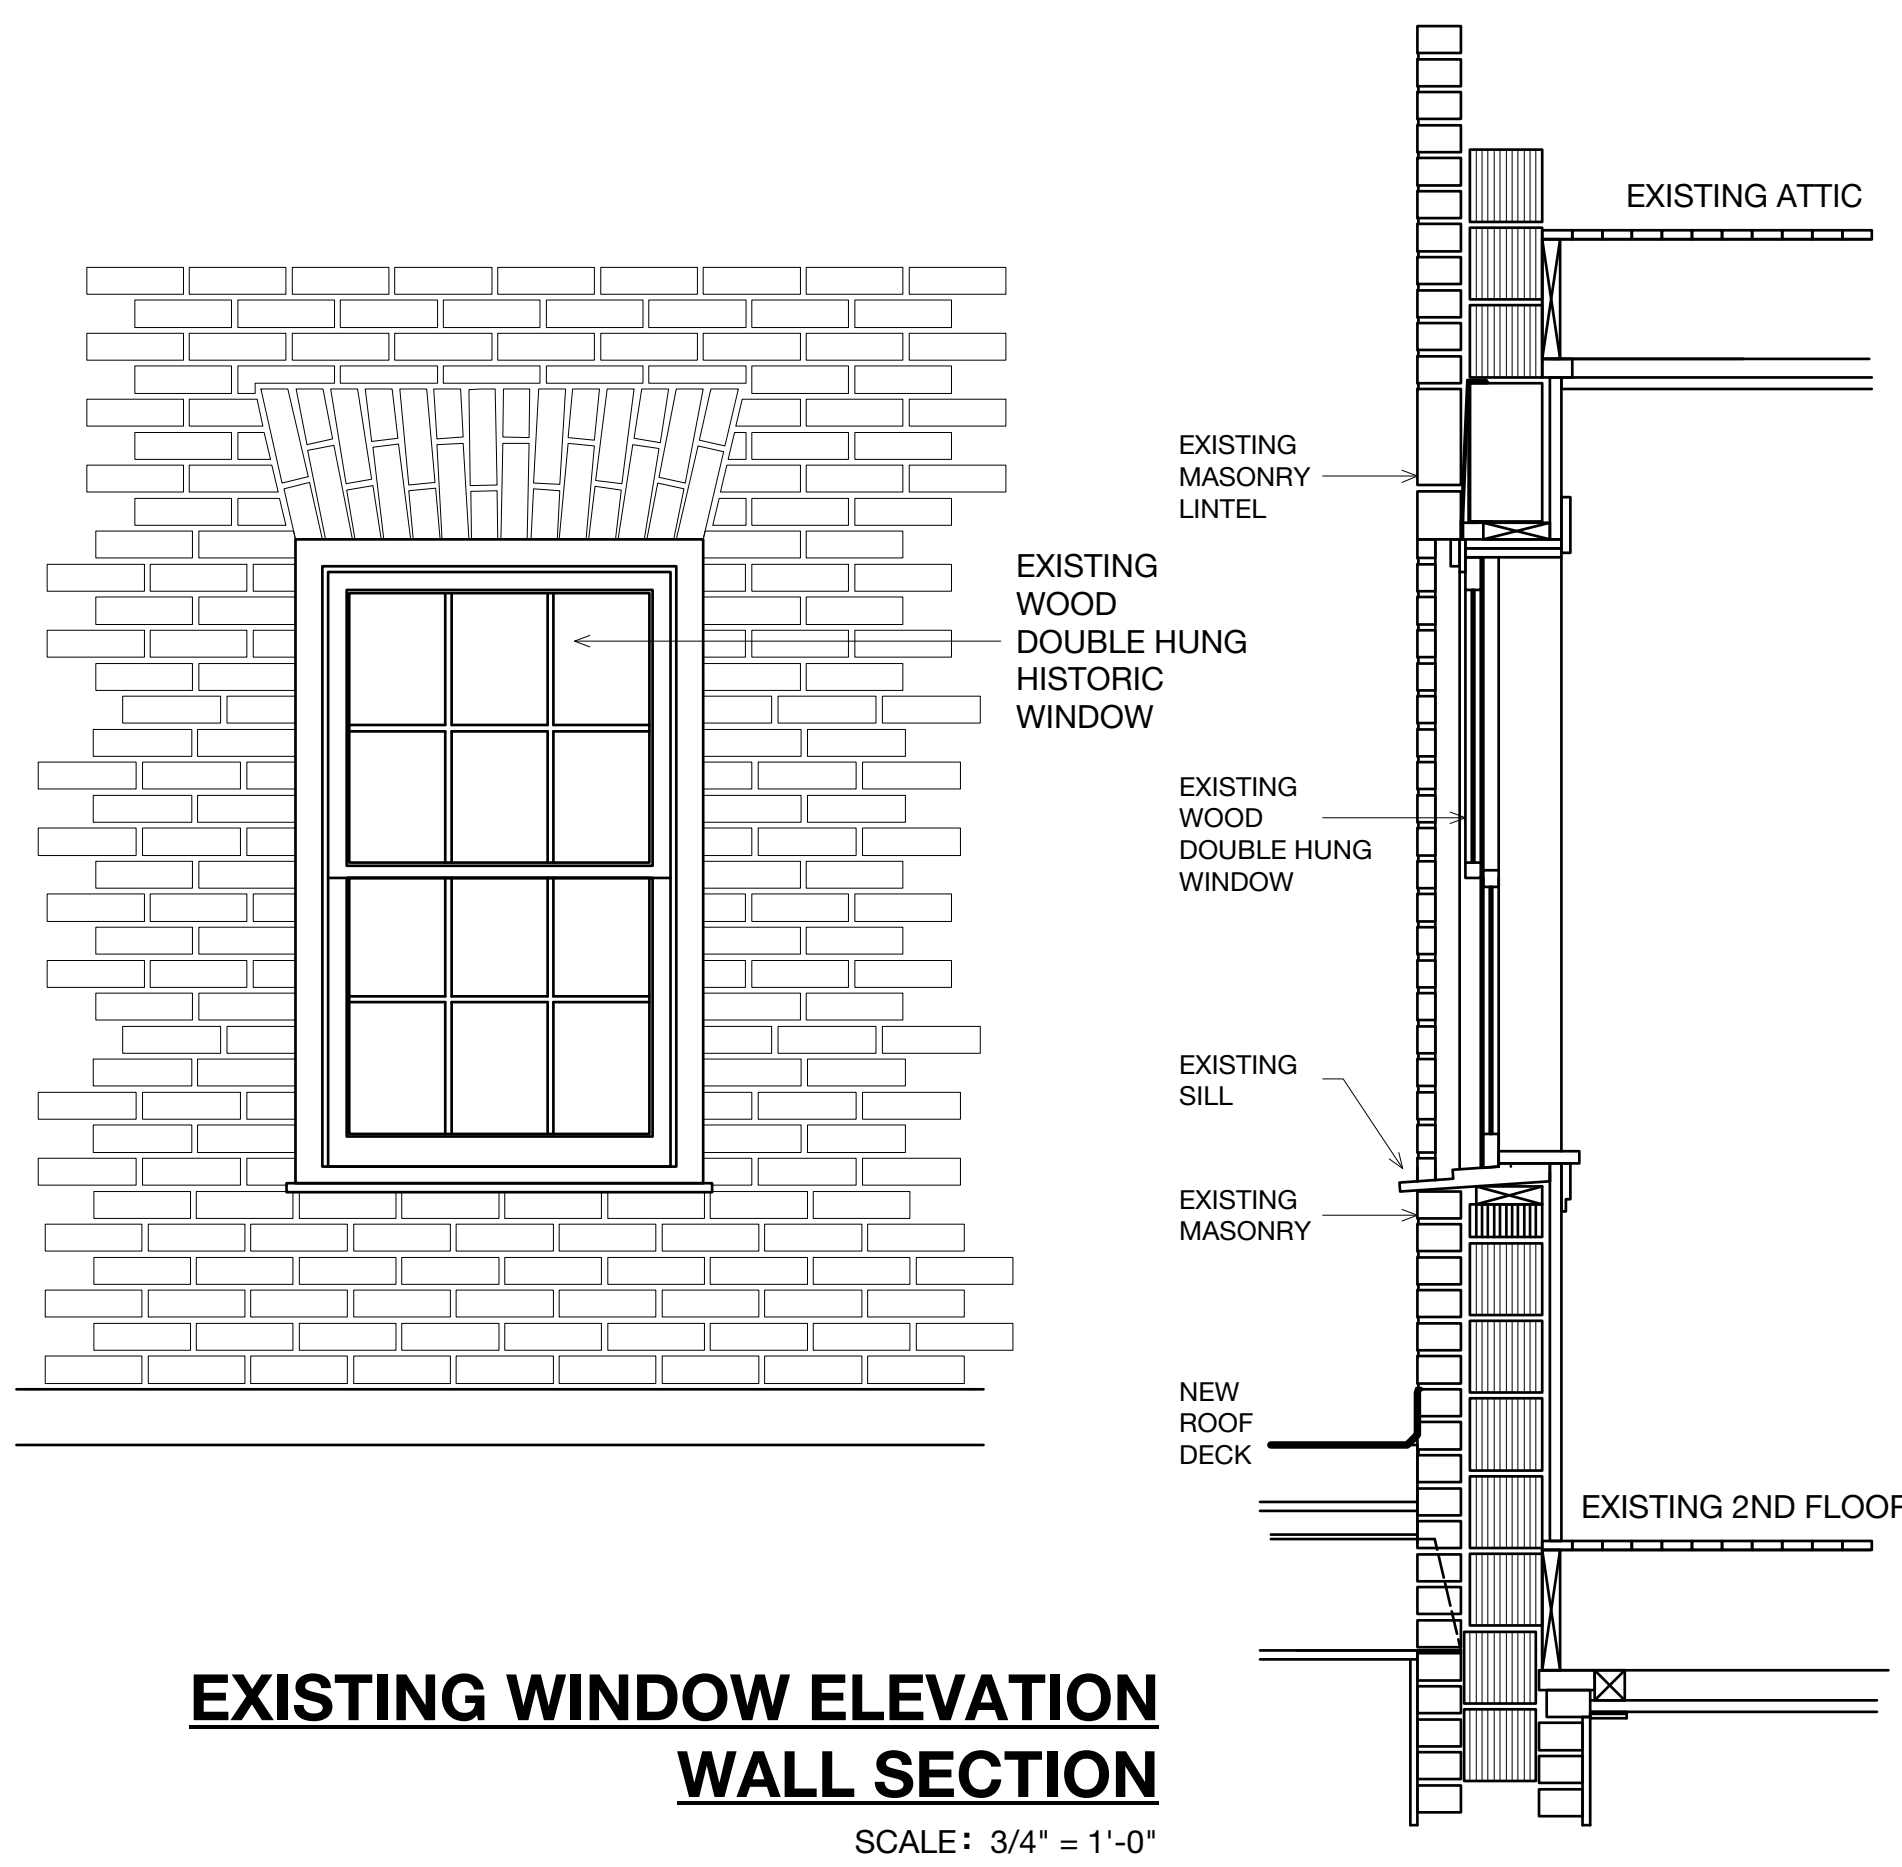 EXISTING ATTIC
EXISTING
MASONRY
LINTEL
EXISTING
WOOD
DOUBLE HUNG
HISTORIC
WINDOW
EXISTING
WOOD
DOUBLE HUNG
WINDOW
EXISTING
SILL
EXISTING
MASONRY
NEW
ROOF
DECK
EXISTING 2ND FLOOR
EXISTING WINDOW ELEVATION
WALL SECTION
SCALE: 3/4" = 1'-0"